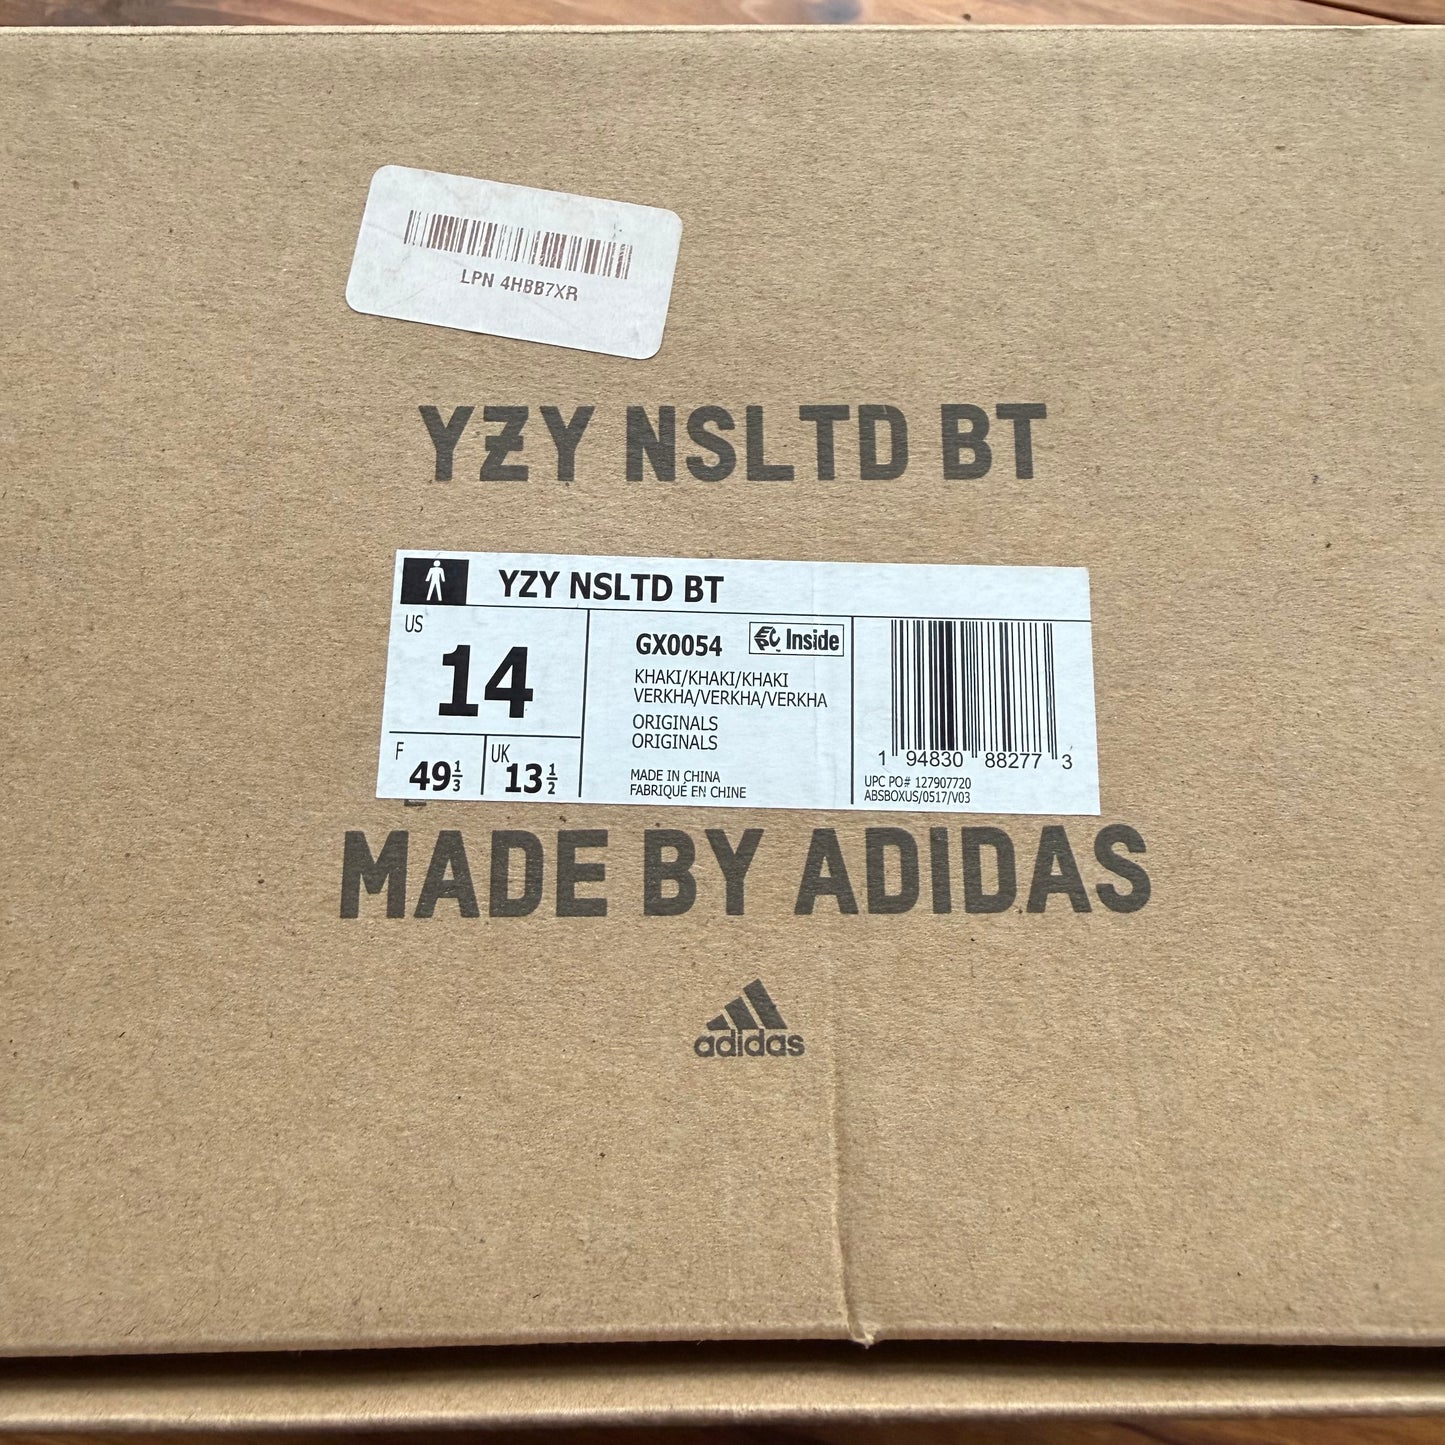 LPN 4HBB7XR
YZY NSLTD BT
YZY NSLTD BT
US
14
F 49 1/3
UK 13 1/2
GX0054
Inside
KHAKI/KHAKI/KHAKI
VERKHA/VERKHA/VERKHA
ORIGINALS
ORIGINALS
MADE IN CHINA
FABRIQUÉ EN CHINE
1 94830 88277 3
UPC PO# 127907720
ABSBOXUS/0517/V03
MADE BY ADIDAS
adidas